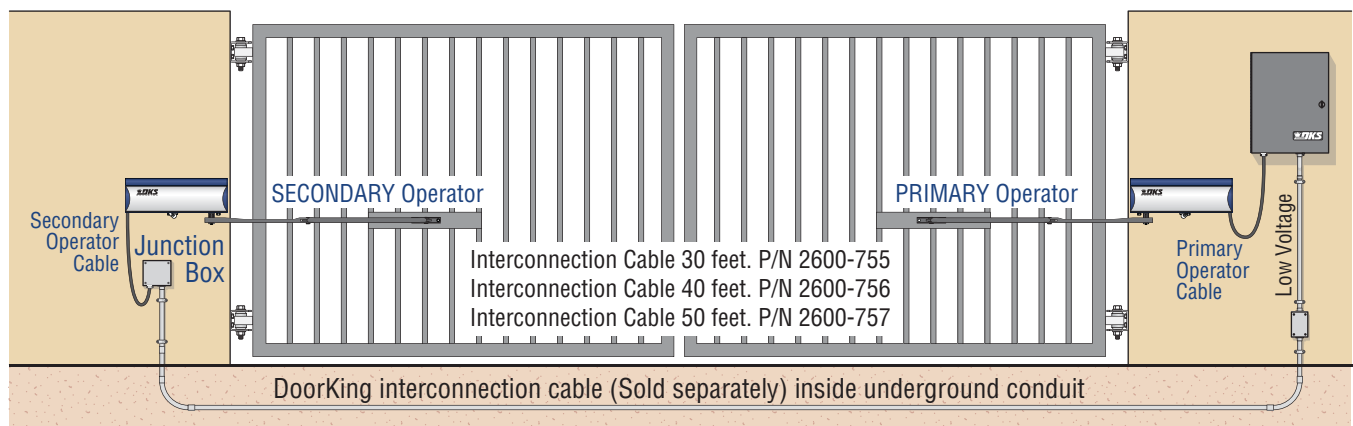 DKS
DKS
DKS
SECONDARY Operator
PRIMARY Operator
Secondary
Operator
Cable
Junction
Box
Interconnection Cable 30 feet. P/N 2600-755
Interconnection Cable 40 feet. P/N 2600-756
Interconnection Cable 50 feet. P/N 2600-757
Primary
Operator
Cable
Low Voltage
DoorKing interconnection cable (Sold separately) inside underground conduit